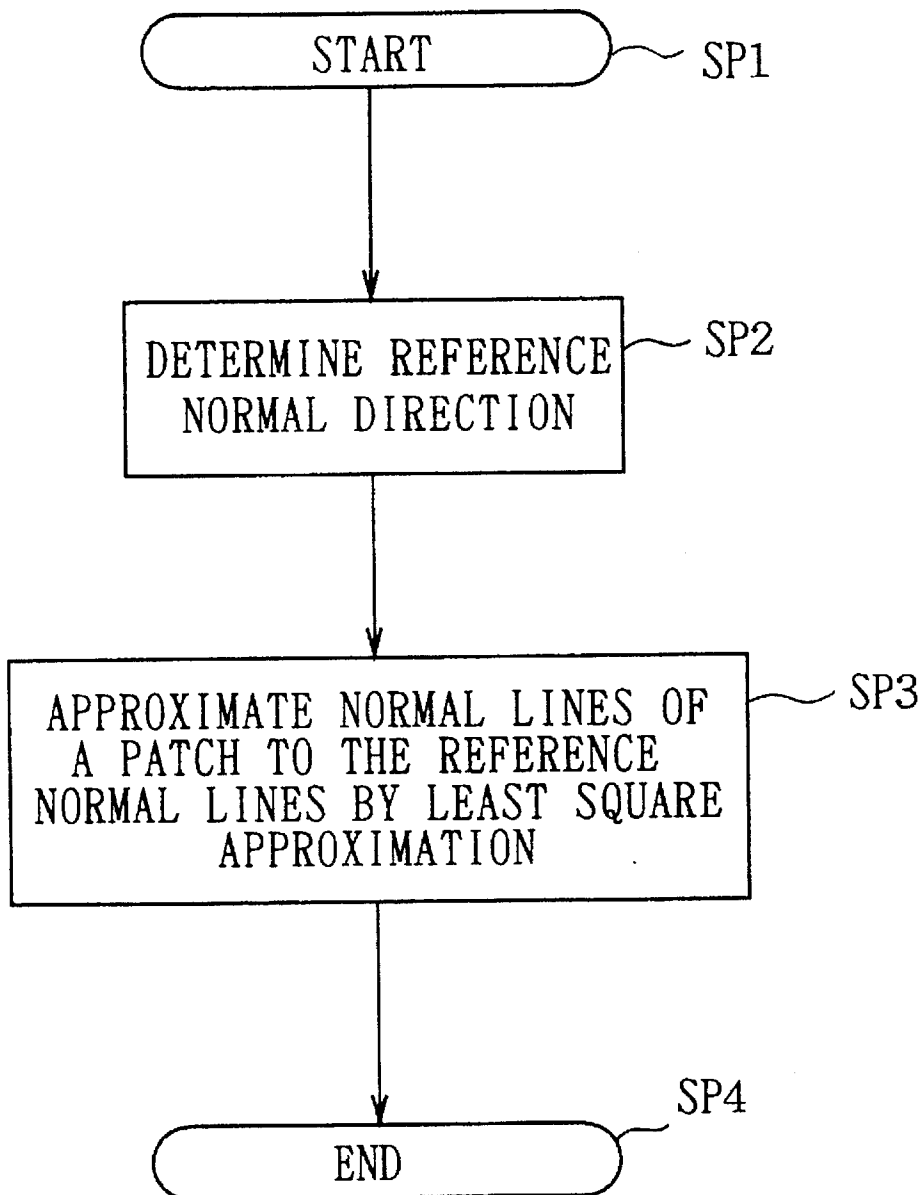 START
SP1
DETERMINE REFERENCE
NORMAL DIRECTION
SP2
APPROXIMATE NORMAL LINES OF
A PATCH TO THE REFERENCE
NORMAL LINES BY LEAST SQUARE
APPROXIMATION
SP3
END
SP4